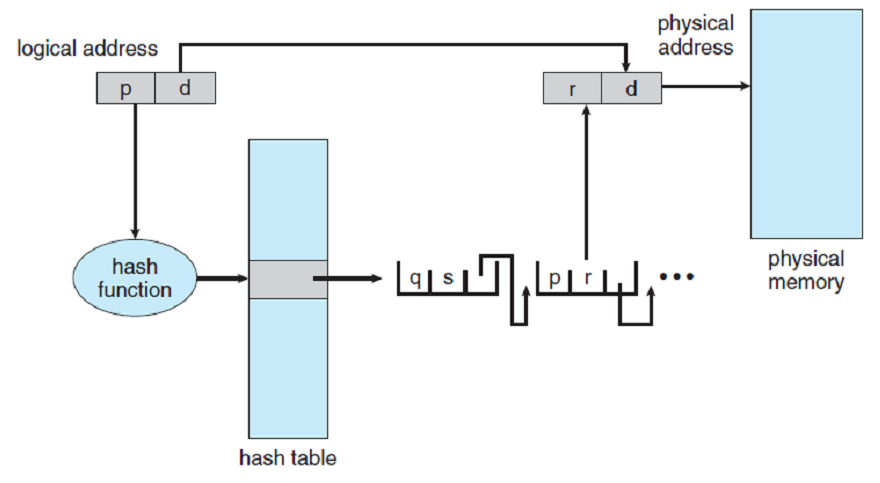 logical address
p d
physical
address
r d
hash
function
q s
p r
•••
physical
memory
hash table